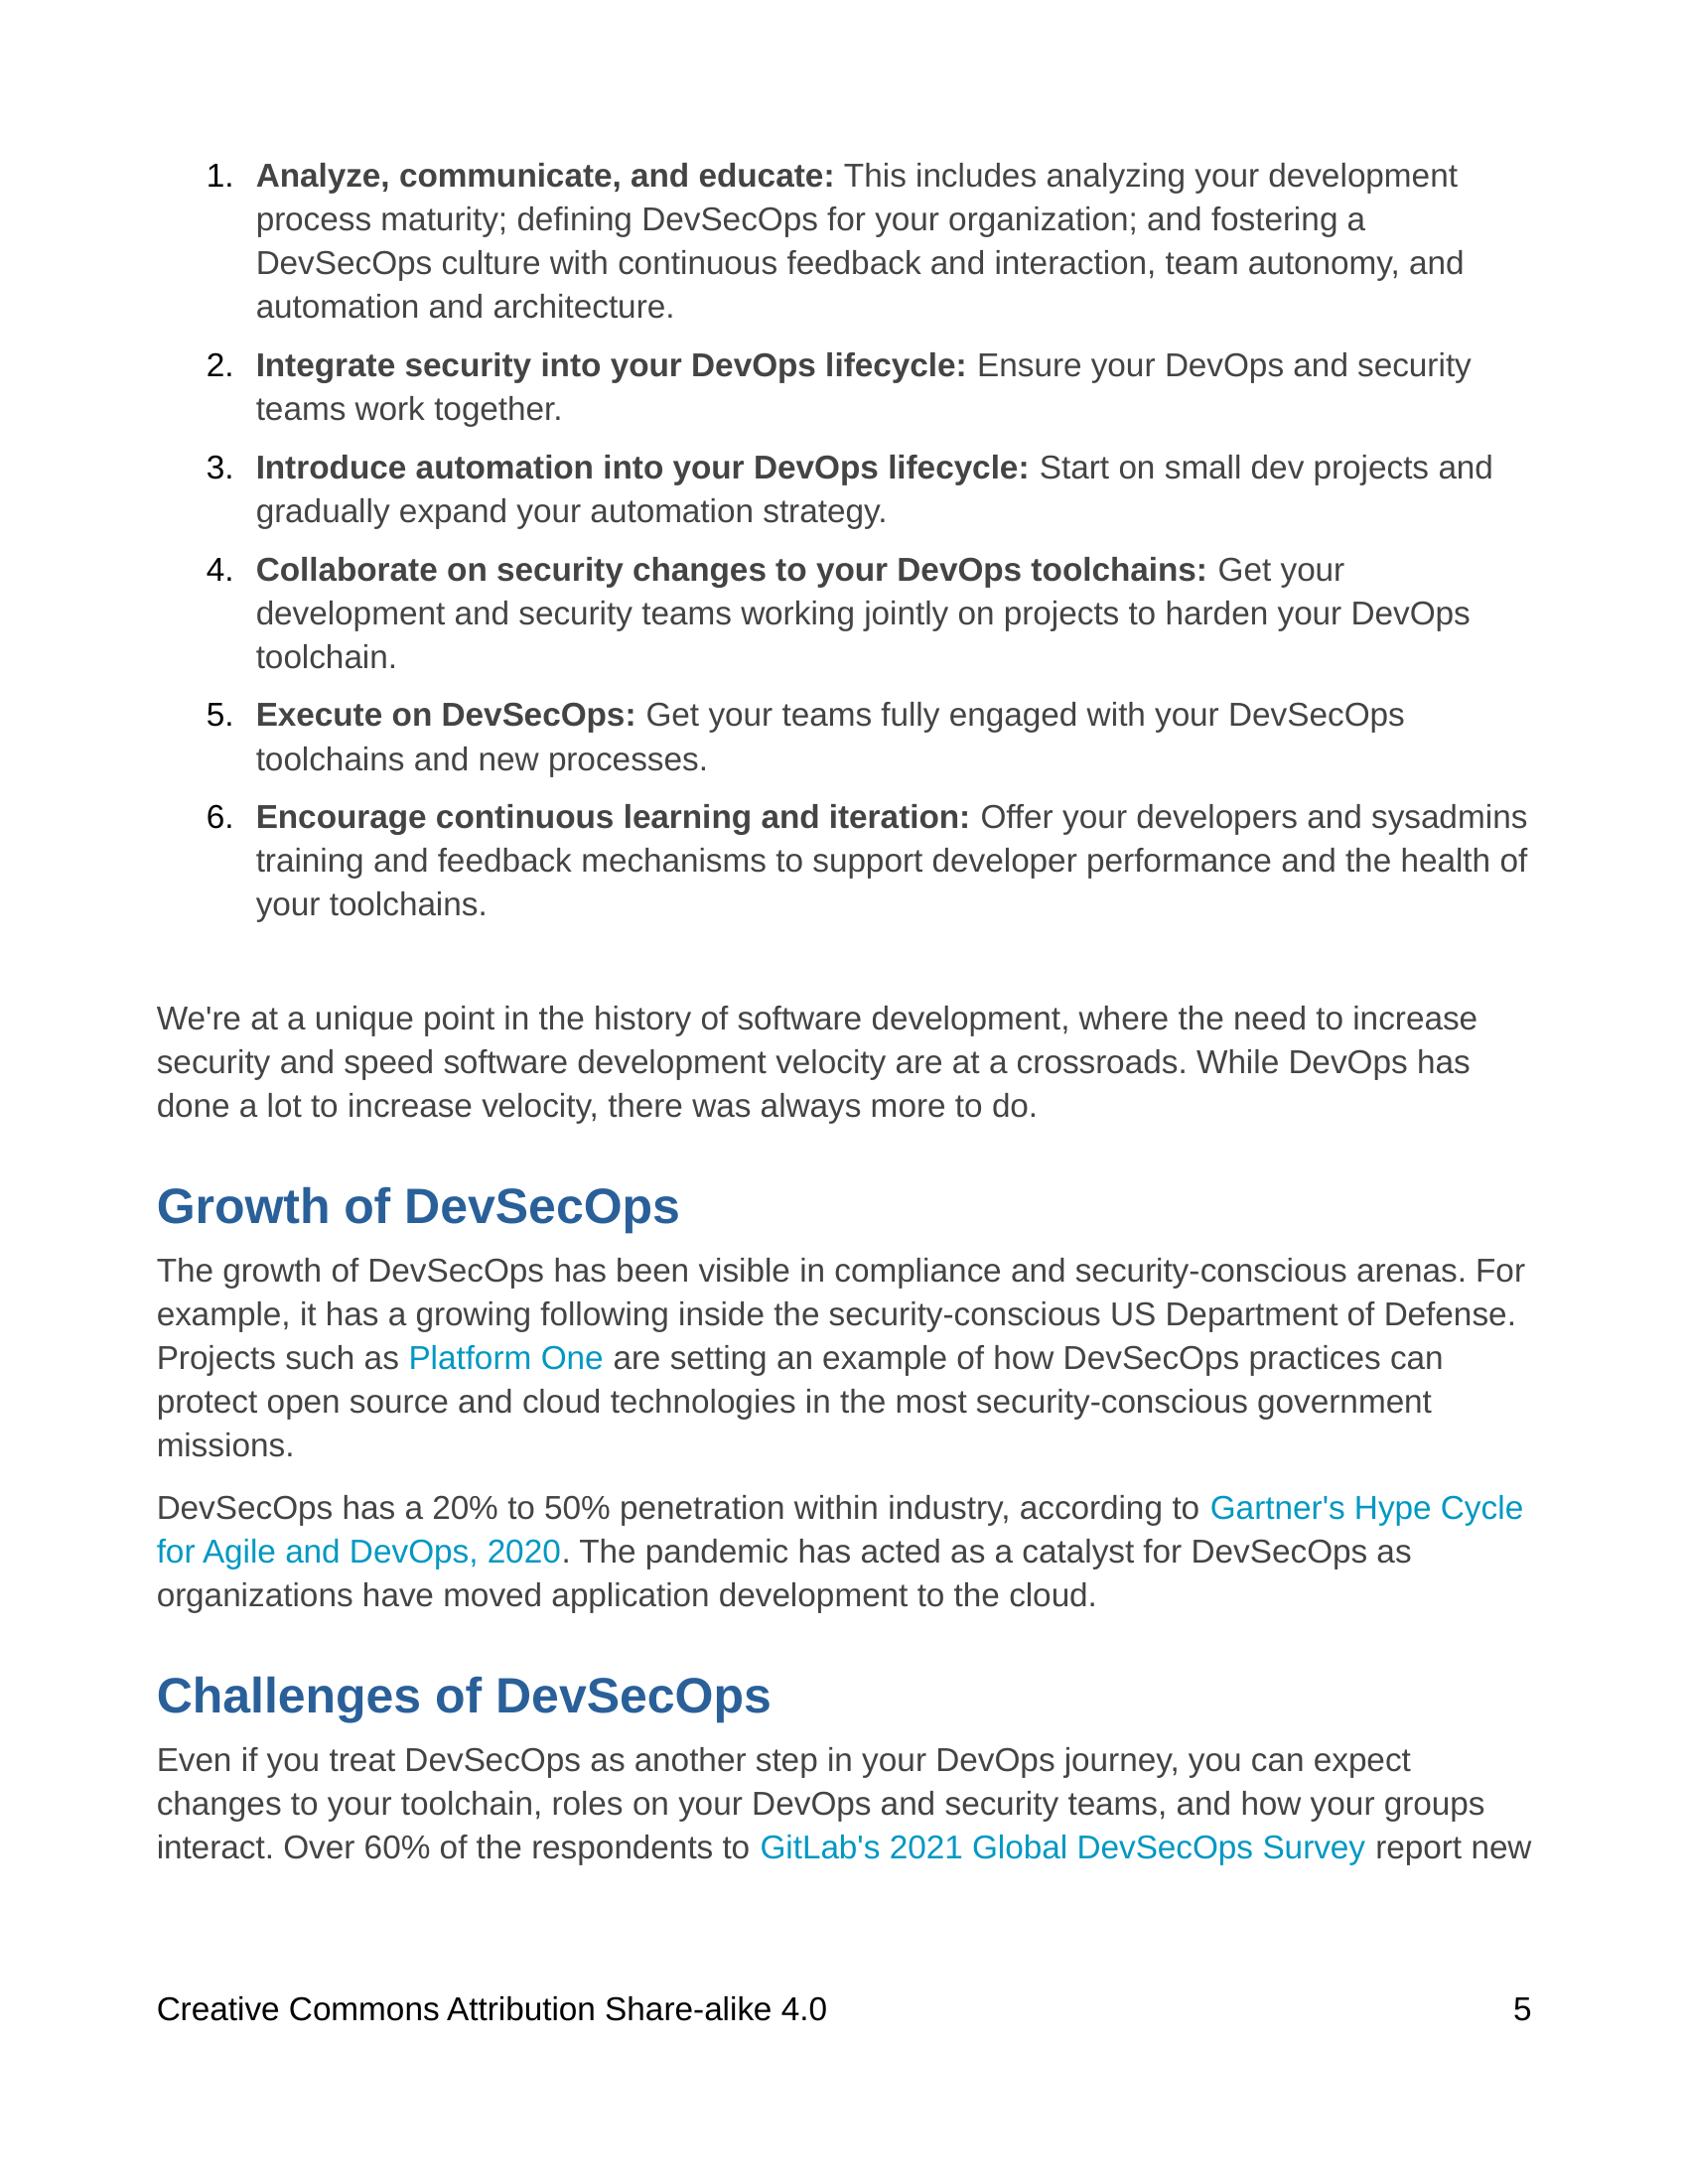 1. Analyze, communicate, and educate: This includes analyzing your development
process maturity; defining DevSecOps for your organization; and fostering a
DevSecOps culture with continuous feedback and interaction, team autonomy, and
automation and architecture.
2. Integrate security into your DevOps lifecycle: Ensure your DevOps and security
teams work together.
3. Introduce automation into your DevOps lifecycle: Start on small dev projects and
gradually expand your automation strategy.
4. Collaborate on security changes to your DevOps toolchains: Get your
development and security teams working jointly on projects to harden your DevOps
toolchain.
5. Execute on DevSecOps: Get your teams fully engaged with your DevSecOps
toolchains and new processes.
6. Encourage continuous learning and iteration: Offer your developers and sysadmins
training and feedback mechanisms to support developer performance and the health of
your toolchains.
We're at a unique point in the history of software development, where the need to increase
security and speed software development velocity are at a crossroads. While DevOps has
done a lot to increase velocity, there was always more to do.
Growth of DevSecOps
The growth of DevSecOps has been visible in compliance and security-conscious arenas. For
example, it has a growing following inside the security-conscious US Department of Defense.
Projects such as Platform One are setting an example of how DevSecOps practices can
protect open source and cloud technologies in the most security-conscious government
missions.
DevSecOps has a 20% to 50% penetration within industry, according to Gartner's Hype Cycle
for Agile and DevOps, 2020. The pandemic has acted as a catalyst for DevSecOps as
organizations have moved application development to the cloud.
Challenges of DevSecOps
Even if you treat DevSecOps as another step in your DevOps journey, you can expect
changes to your toolchain, roles on your DevOps and security teams, and how your groups
interact. Over 60% of the respondents to GitLab's 2021 Global DevSecOps Survey report new
Creative Commons Attribution Share-alike 4.0 5